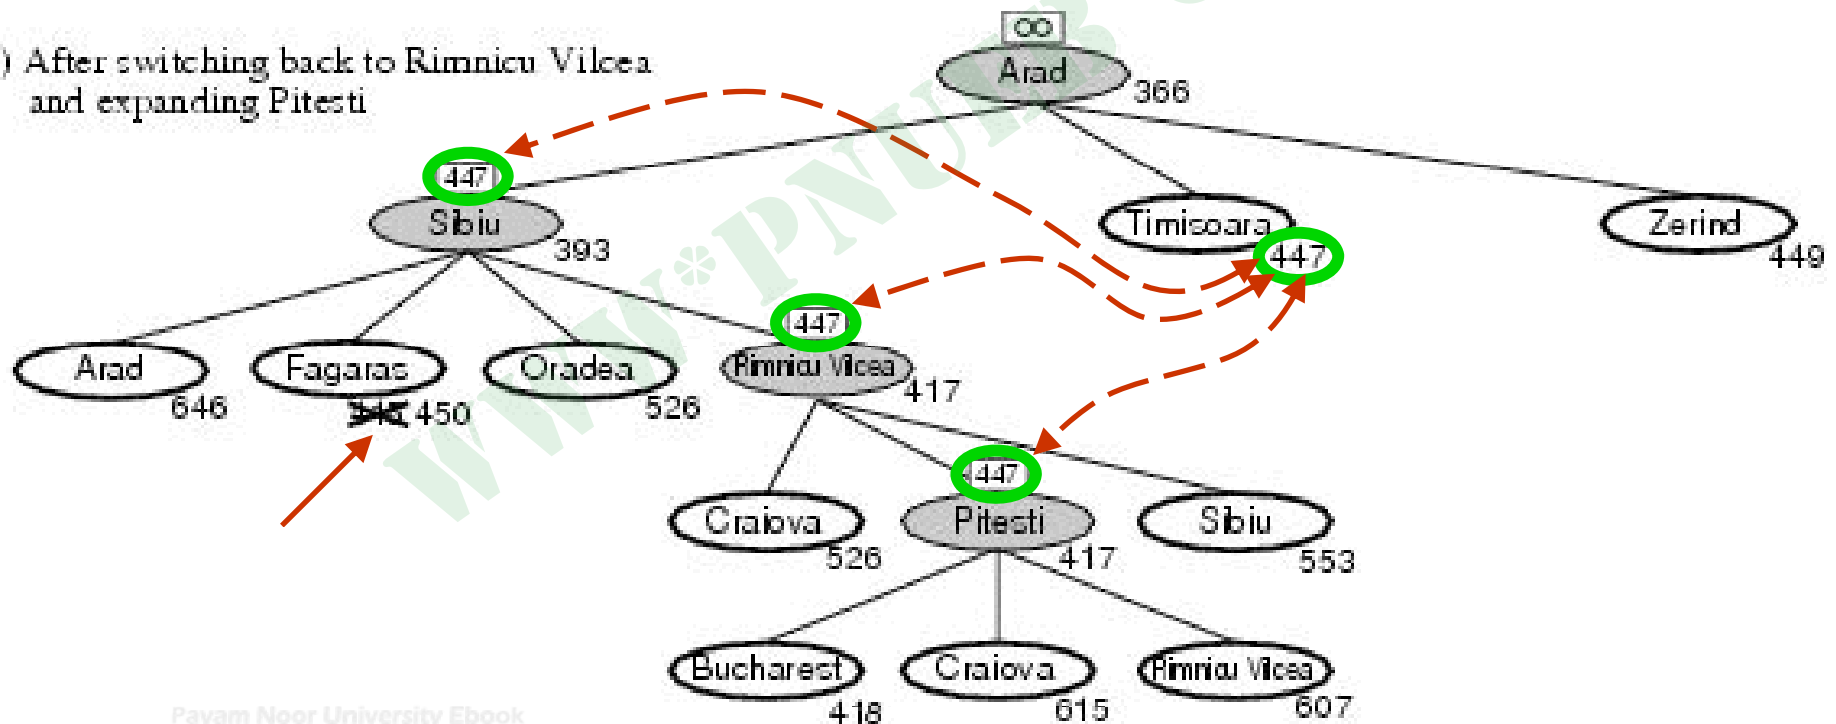 ∞
) After switching back to Rimnicu Vilcea
and expanding Pitesti
Arad
366
447
Sibiu
393
Timisoara
447
Zerind
449
Arad
646
Fagaras
450
Oradea
526
447
Rimnicu Vilcea
417
Craiova
526
447
Pitesti
417
Sibiu
553
Bucharest
418
Craiova
615
Rimnicu Vilcea
607
WWW*PNUE
Payam Noor University Ebook